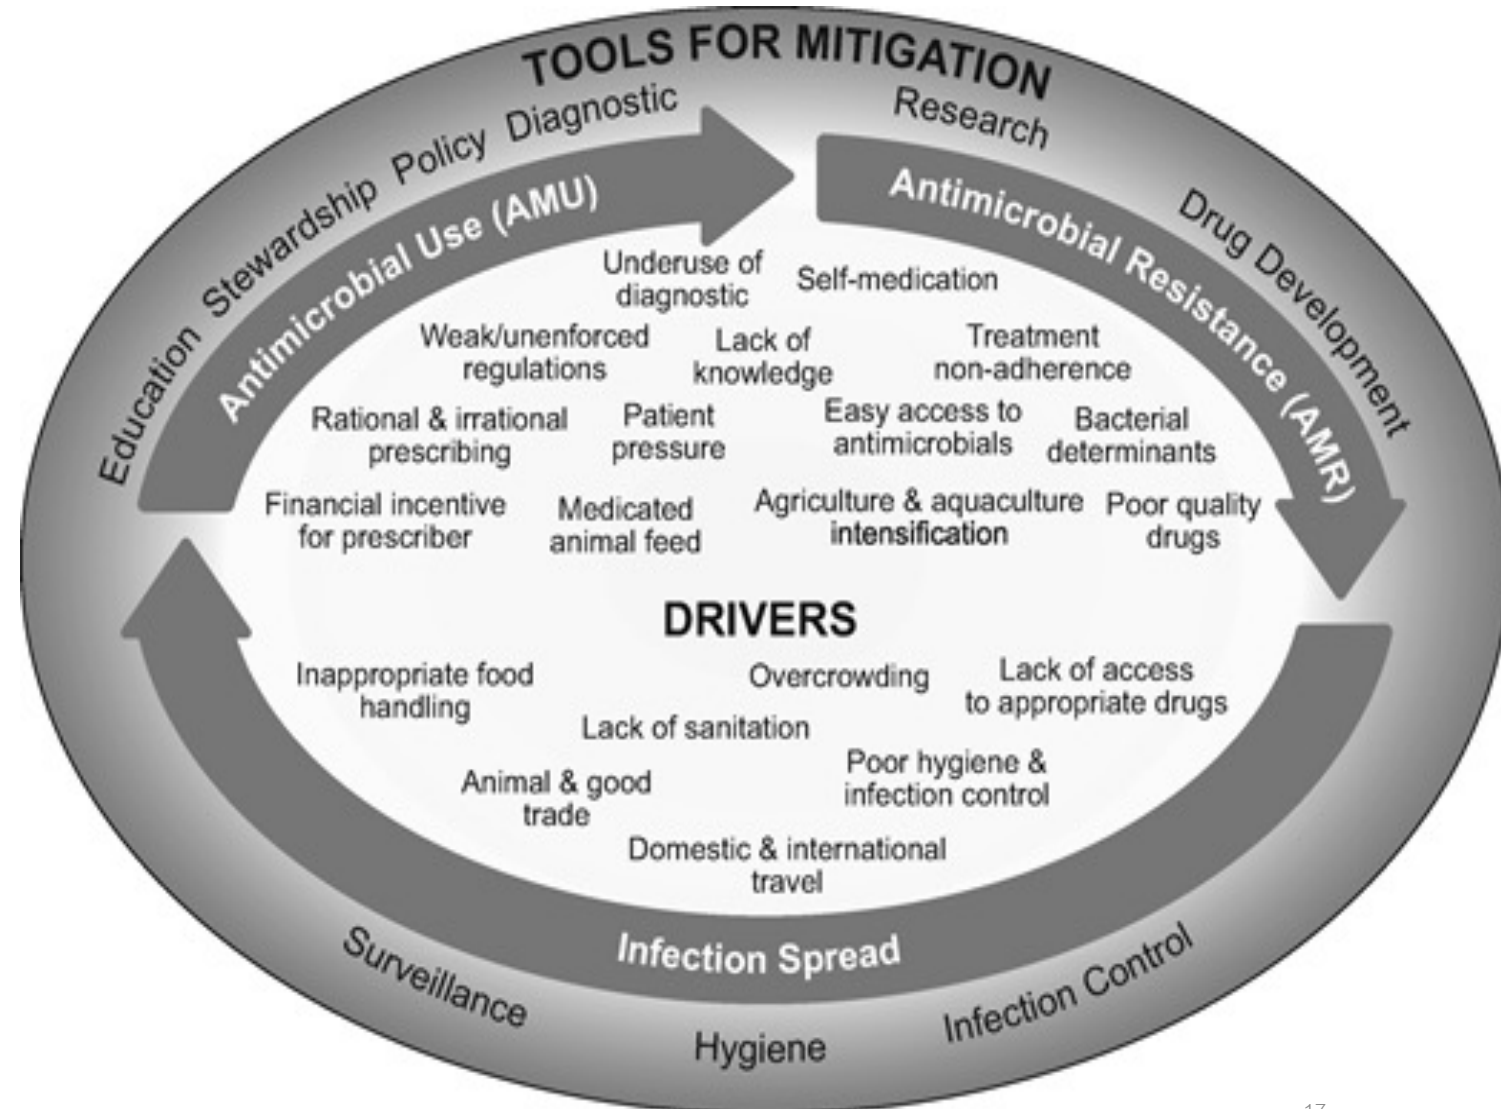 TOOLS FOR MITIGATION
Education Stewardship Policy Diagnostic
Research
Drug Development
Antimicrobial Use (AMU)
Antimicrobial Resistance (AMR)
Underuse of
diagnostic
Self-medication
Weak/unenforced
regulations
Lack of
knowledge
Treatment
non-adherence
Rational & irrational
prescribing
Patient
pressure
Easy access to
antimicrobials
Bacterial
determinants
Financial incentive
for prescriber
Medicated
animal feed
Agriculture & aquaculture
intensification
Poor quality
drugs
DRIVERS
Inappropriate food
handling
Overcrowding
Lack of access
to appropriate drugs
Lack of sanitation
Animal & good
trade
Poor hygiene &
infection control
Domestic & international
travel
Infection Spread
Surveillance
Hygiene
Infection Control
17